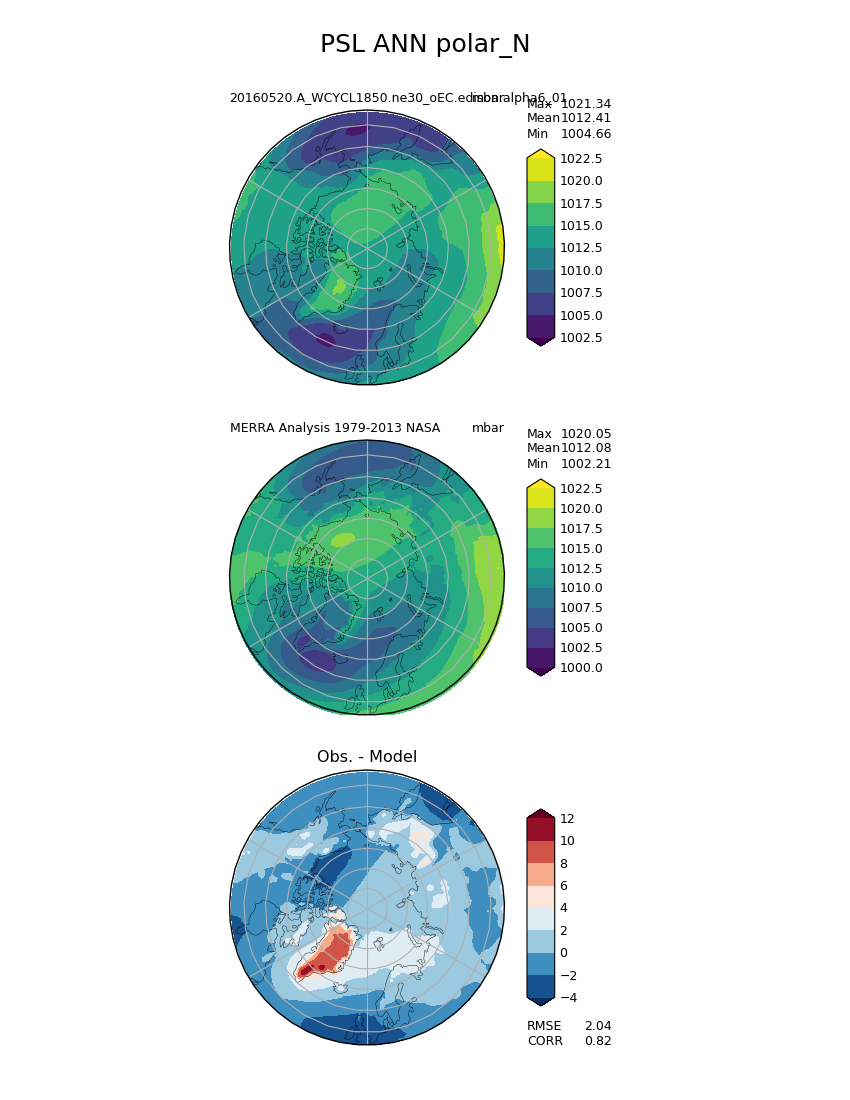 PSL ANN polar_N
20160520.A_WCYCL1850.ne30_oEC.edison.alpha6_01
mbar
Max 1021.34
Mean 1012.41
Min 1004.66
1022.5
1020.0
1017.5
1015.0
1012.5
1010.0
1007.5
1005.0
1002.5
MERRA Analysis 1979-2013 NASA mbar
Max 1020.05
Mean 1012.08
Min 1002.21
1022.5
1020.0
1017.5
1015.0
1012.5
1010.0
1007.5
1005.0
1002.5
1000.0
Obs. - Model
12
10
8
6
4
2
0
−2
−4
RMSE 2.04
CORR 0.82